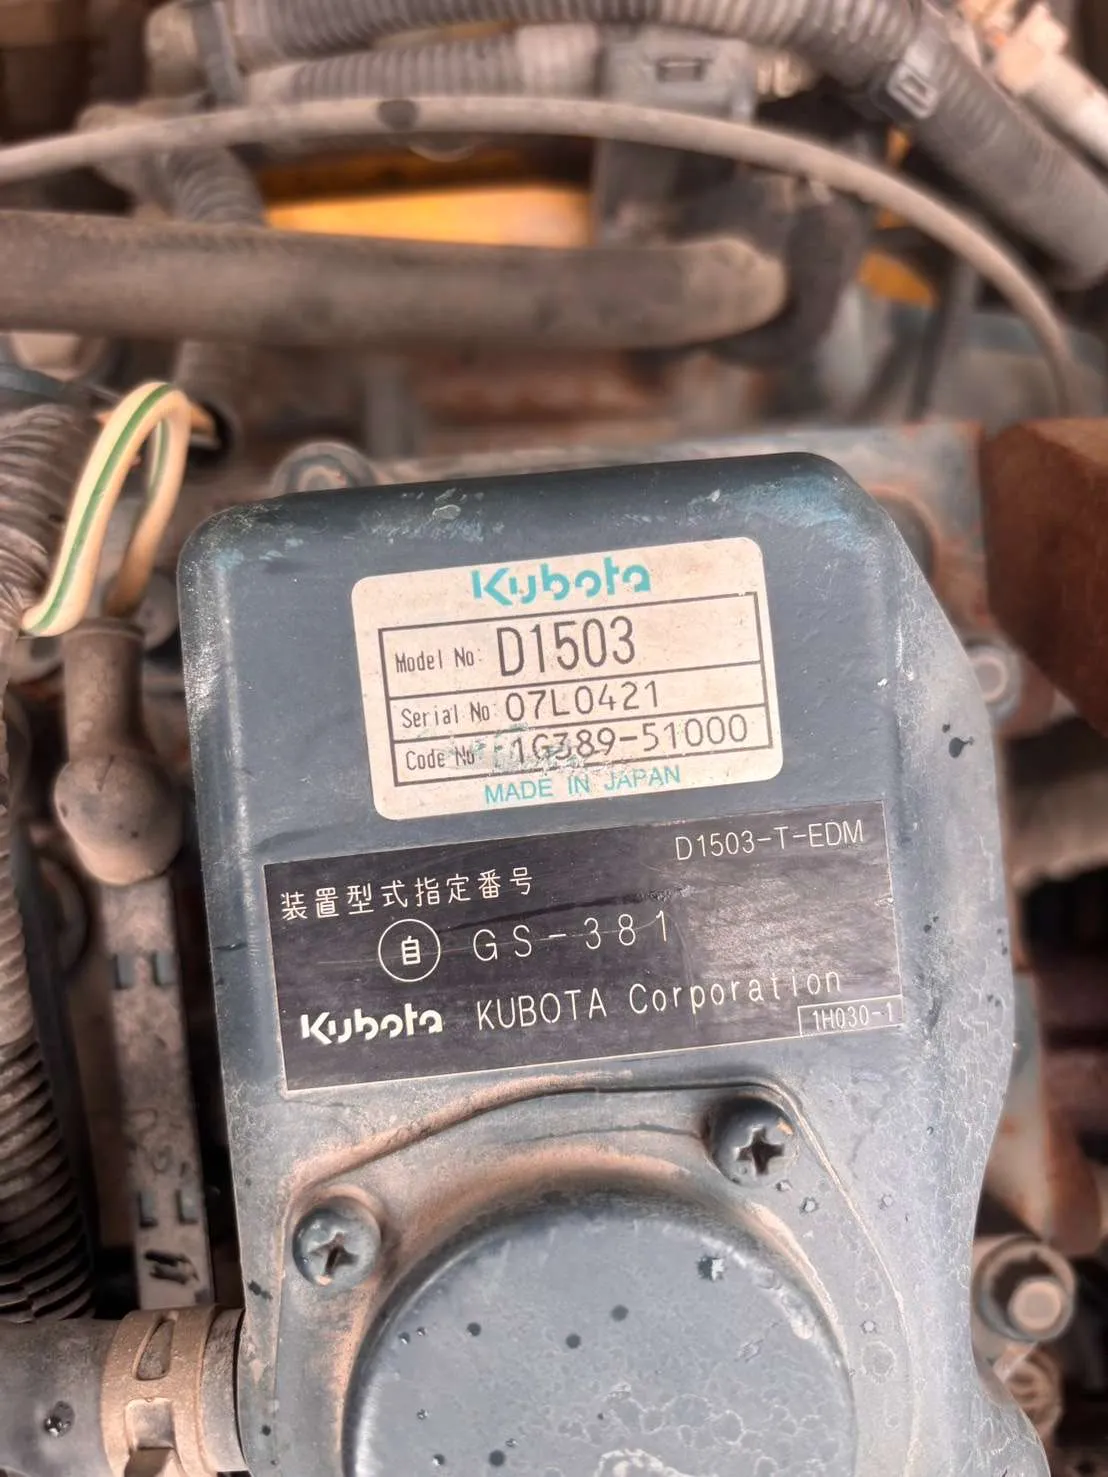 Kubota
Model No. D1503
Serial No 07L0421
Code No 1G389-51000
MADE IN JAPAN
D1503-T-EDM
装置型式指定番号
自 GS-381
Kubota KUBOTA Corporation
1H030-1